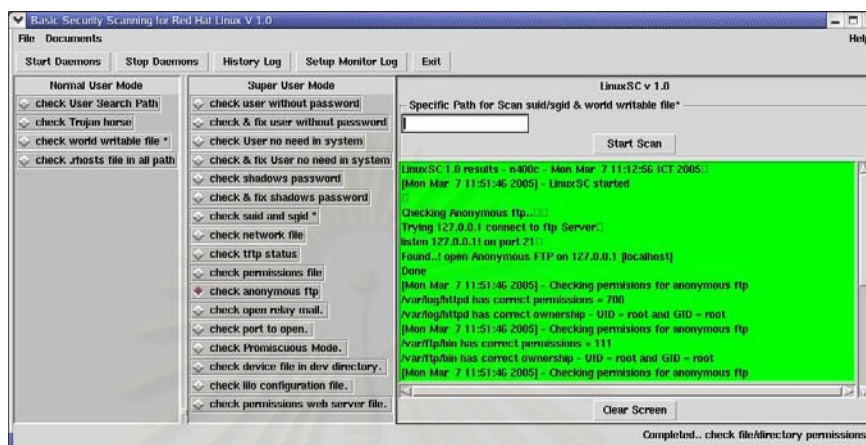 Basic Security Scanning for Red Hat Linux V 1.0
File Documents Help
Start Daemons Stop Daemons History Log Setup Monitor Log Exit
Normal User Mode
check User Search Path
check Trojan horse
check world writable file *
check .rhosts file in all path
Super User Mode
check user without password
check & fix user without password
check User no need in system
check & fix User no need in system
check shadows password
check & fix shadows password
check suid and sgid *
check network file
check tftp status
check permissions file
check anonymous ftp
check open relay mail.
check port to open.
check Promiscuous Mode.
check device file in dev directory.
check lilo configuration file.
check permissions web server file.
LinuxSC v 1.0
Specific Path for Scan suid/sgid & world writable file*
Start Scan
LinuxSC 1.0 results - n400c - Mon Mar 7 11:12:56 ICT 2005
[Mon Mar 7 11:51:46 2005] - LinuxSC started
Checking Anonymous ftp..
Trying 127.0.0.1 connect to ftp Server
listen 127.0.0.1! on port 21
Found..! open Anonymous FTP on 127.0.0.1 [localhost]
Done
[Mon Mar 7 11:51:46 2005] - Checking permisions for anonymous ftp
/var/log/httpd has correct permissions = 700
/var/log/httpd has correct ownership - UID = root and GID = root
[Mon Mar 7 11:51:46 2005] - Checking permisions for anonymous ftp
/var/ftp/bin has correct permissions = 111
/var/ftp/bin has correct ownership - UID = root and GID = root
[Mon Mar 7 11:51:46 2005] - Checking permisions for anonymous ftp
Clear Screen
Completed.. check file/directory permissions